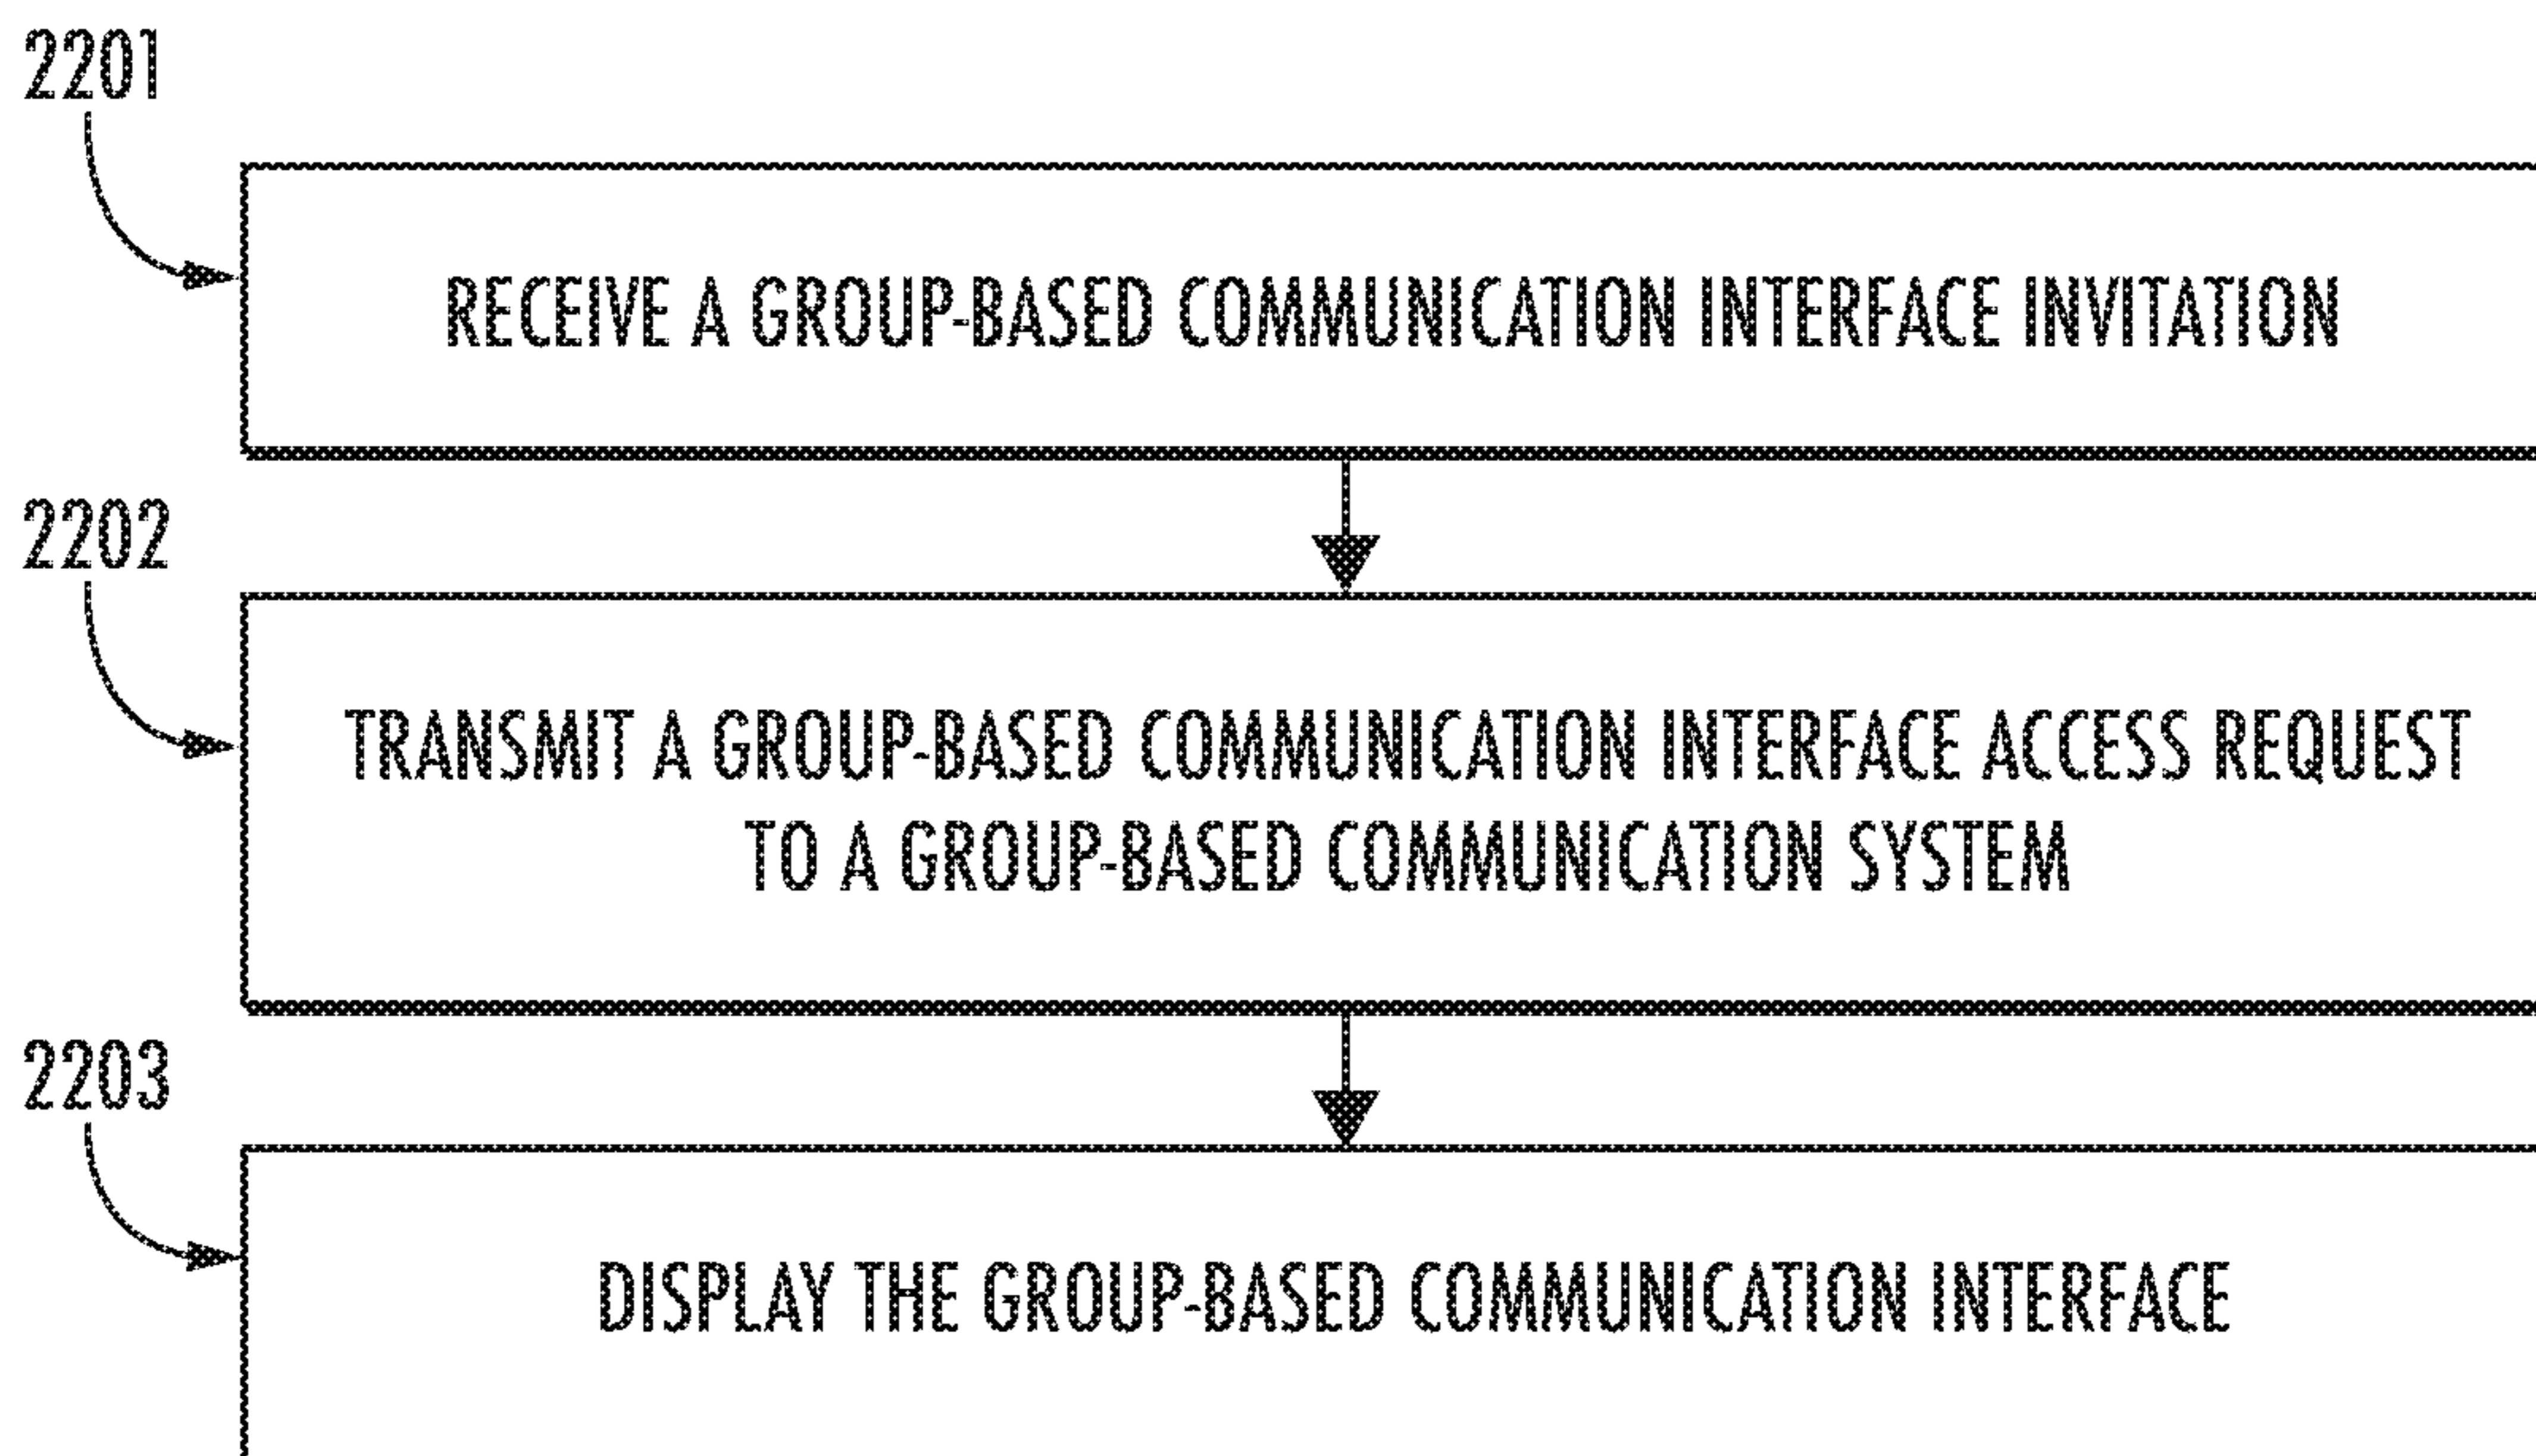 2201
RECEIVE A GROUP-BASED COMMUNICATION INTERFACE INVITATION
2202
TRANSMIT A GROUP-BASED COMMUNICATION INTERFACE ACCESS REQUEST
TO A GROUP-BASED COMMUNICATION SYSTEM
2203
DISPLAY THE GROUP-BASED COMMUNICATION INTERFACE